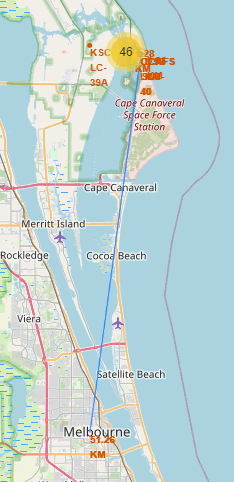 46
KSC
LC-
39A
28
KM
40
Cape Canaveral
Space Force
Station
Cape Canaveral
Merritt Island
Rockledge
Cocoa Beach
Viera
Satellite Beach
Melbourne
51.26
KM